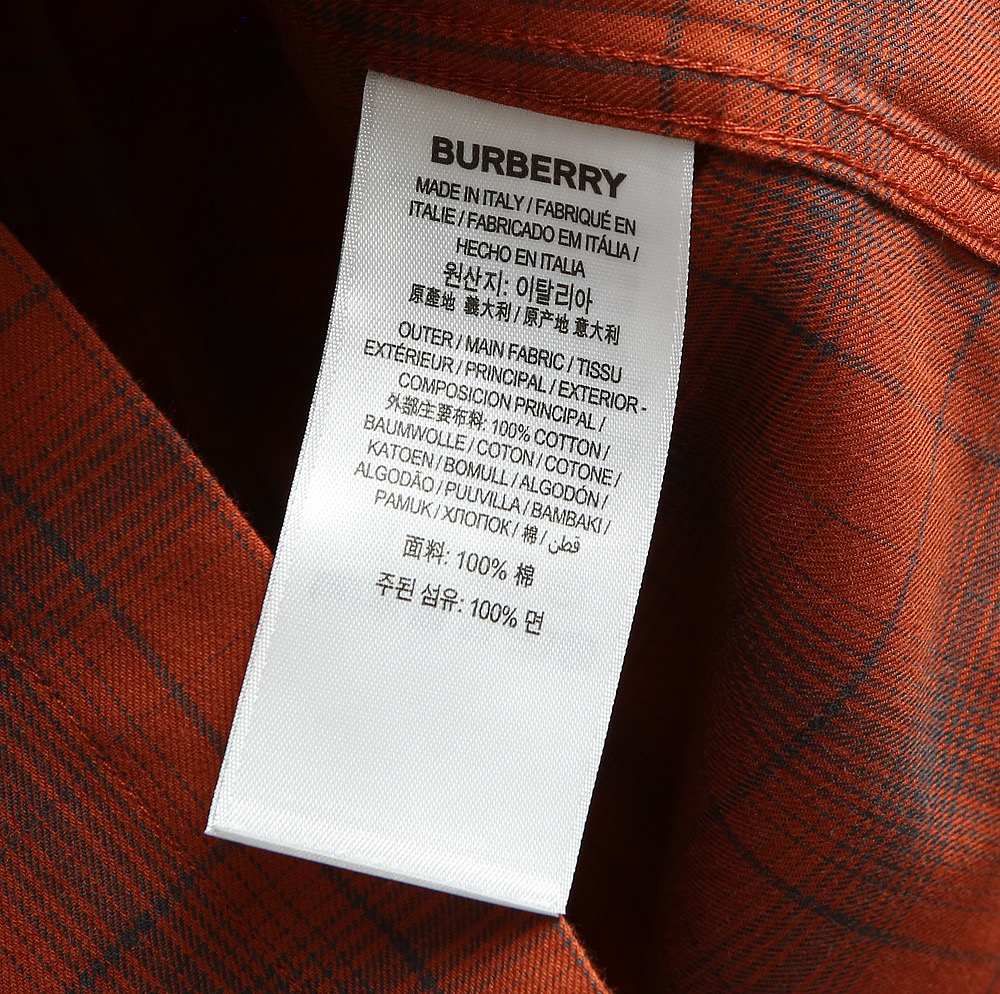 BURBERRY
MADE IN ITALY / FABRIQUÉ EN
ITALIE / FABRICADO EM ITÁLIA /
HECHO EN ITALIA
원산지: 이탈리아
原產地 義大利 / 原产地 意大利
OUTER / MAIN FABRIC / TISSU
EXTÉRIEUR / PRINCIPAL / EXTERIOR -
COMPOSICION PRINCIPAL /
外部/主要布料: 100% COTTON /
BAUMWOLLE / COTON / COTONE /
KATOEN / BOMULL / ALGODÓN /
ALGODÃO / PUUVILLA / BAMBAKI /
PAMUK / ХЛОПОК / 棉 / قطن
面料: 100% 棉
주된 섬유: 100% 면